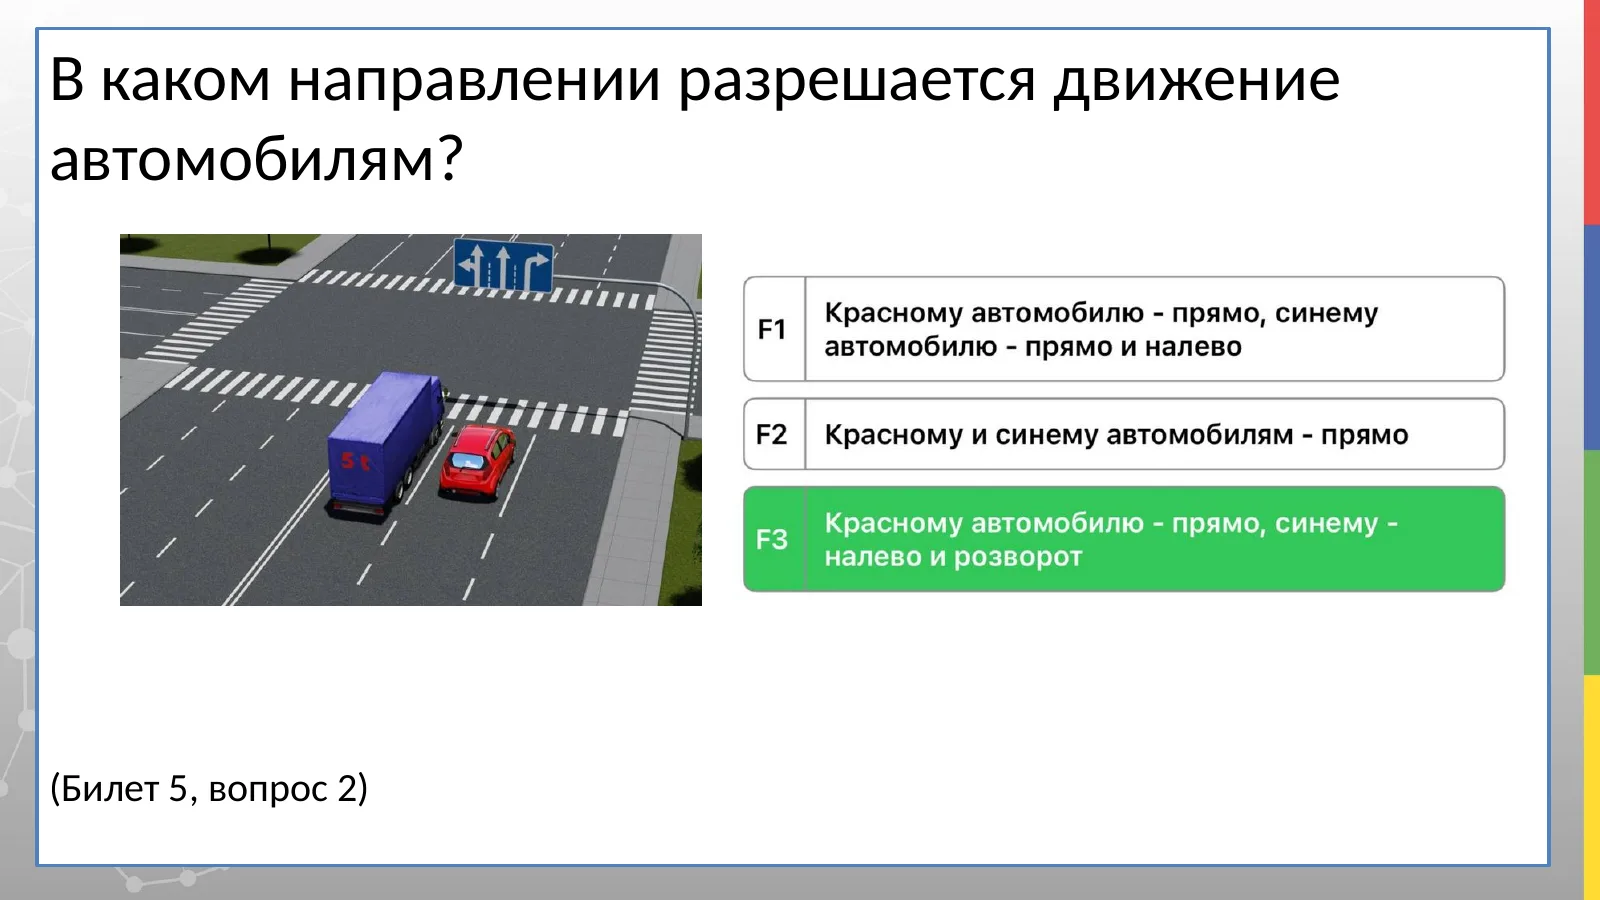 В каком направлении разрешается движение
автомобилям?
5 t
F1
Красному автомобилю - прямо, синему
автомобилю - прямо и налево
F2
Красному и синему автомобилям - прямо
F3
Красному автомобилю - прямо, синему -
налево и розворот
(Билет 5, вопрос 2)